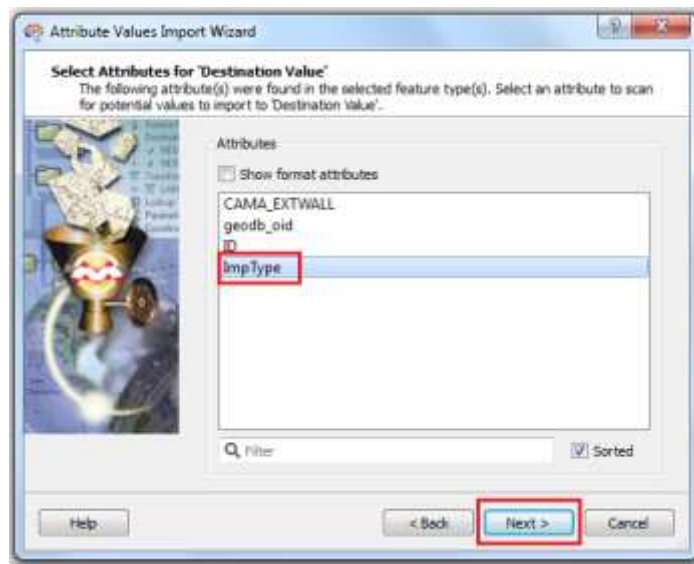 Attribute Values Import Wizard
Select Attributes for 'Destination Value'
The following attribute(s) were found in the selected feature type(s). Select an attribute to scan
for potential values to import to 'Destination Value'.
Attributes
Show format attributes
CAMA_EXTWALL
geodb_oid
ID
ImpType
Filter
Sorted
Help
< Back
Next >
Cancel